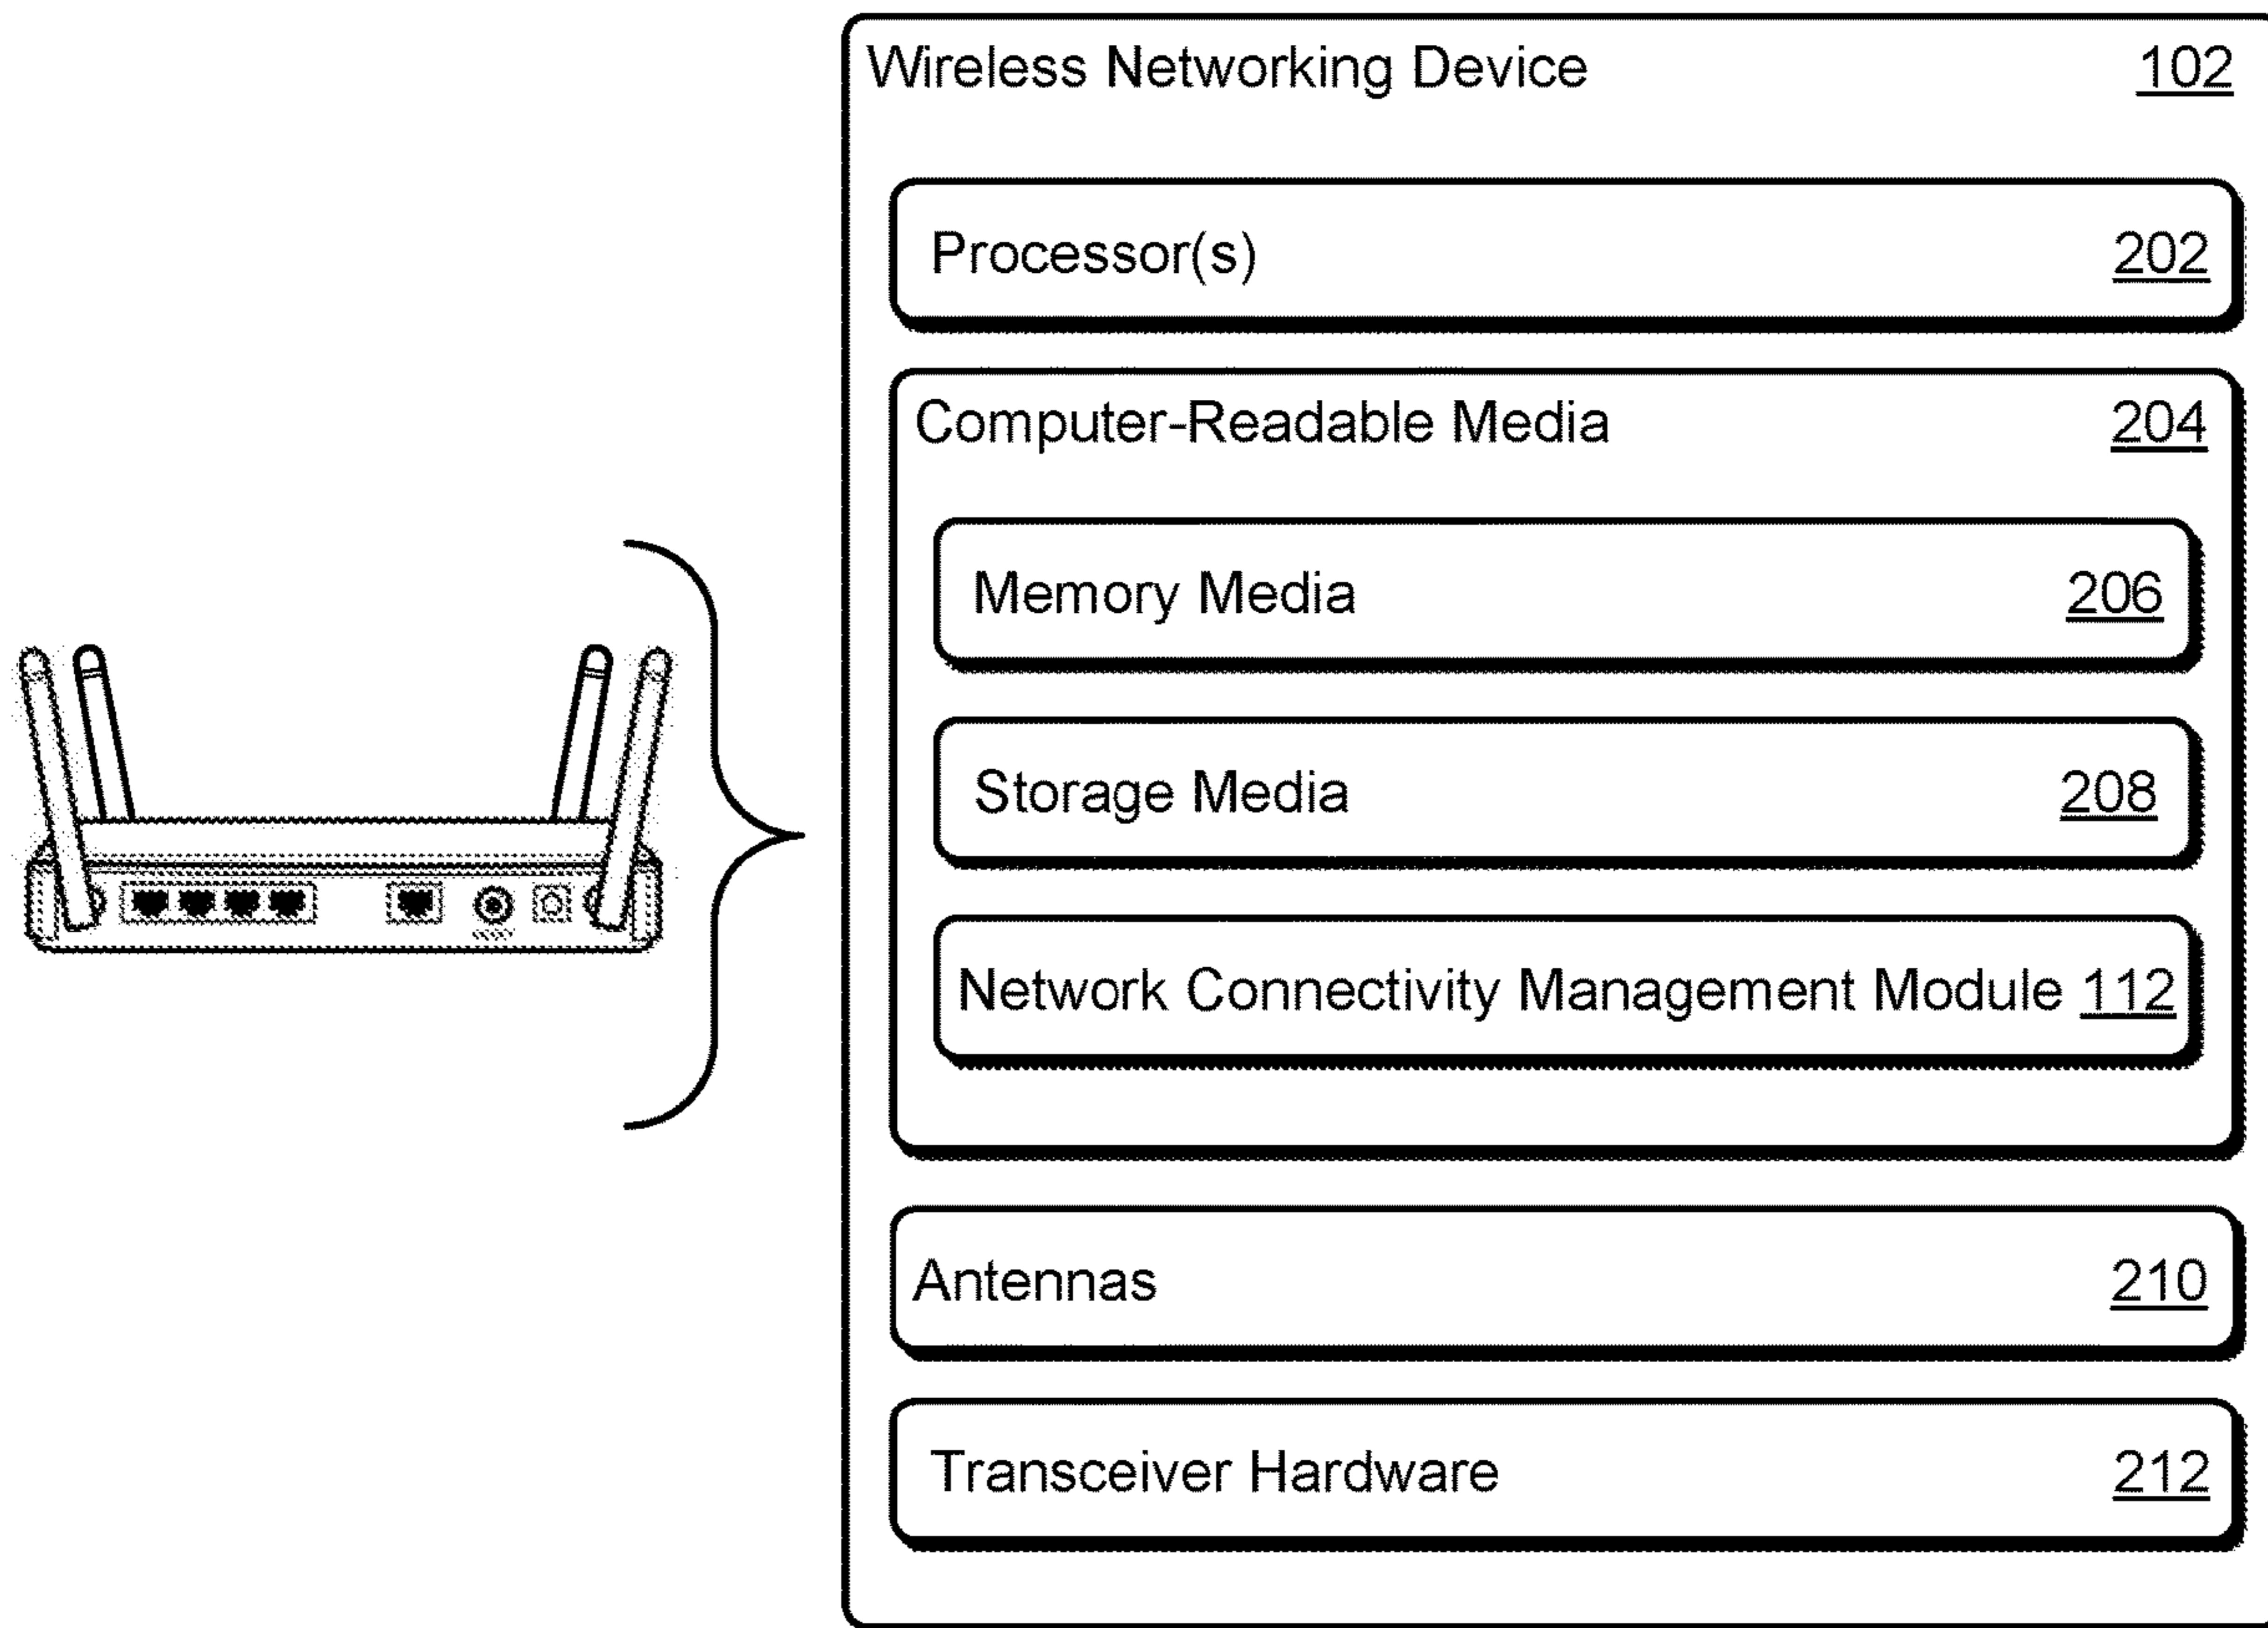 Wireless Networking Device 102
Processor(s) 202
Computer-Readable Media 204
Memory Media 206
Storage Media 208
Network Connectivity Management Module 112
Antennas 210
Transceiver Hardware 212